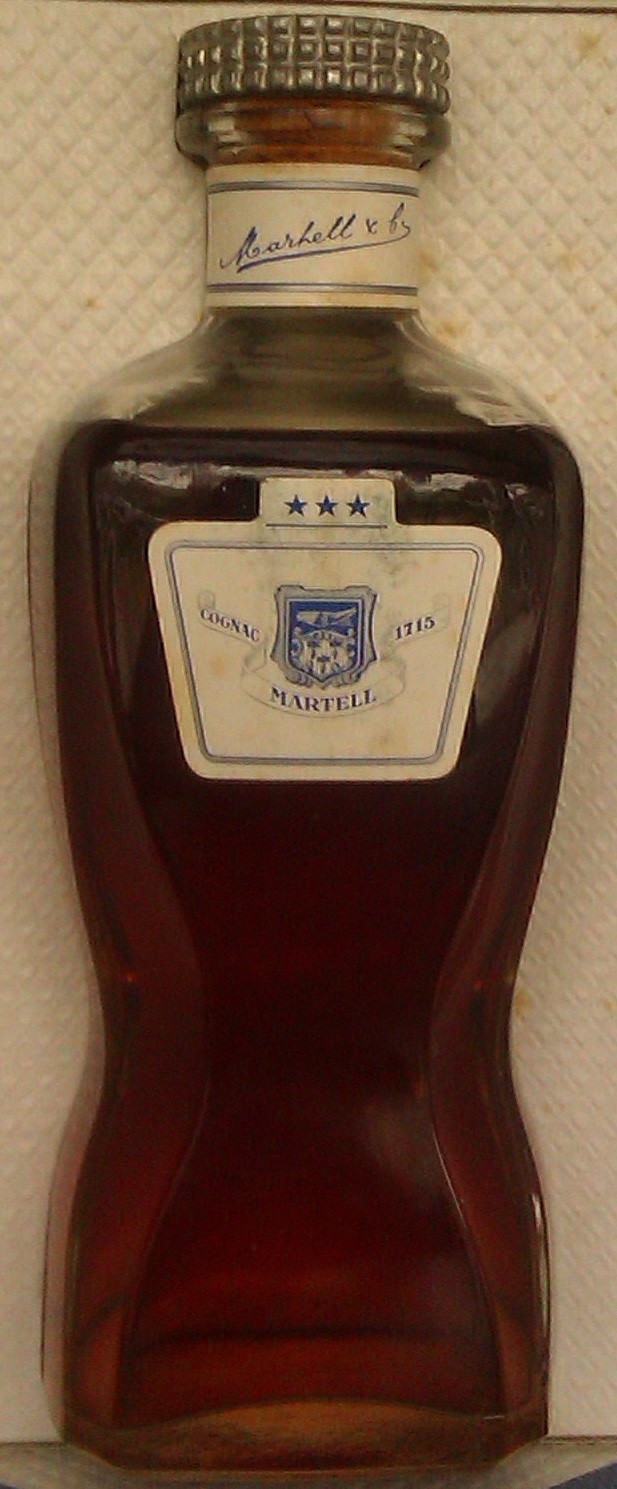 Martell & Co
★★★
COGNAC 1715
MARTELL